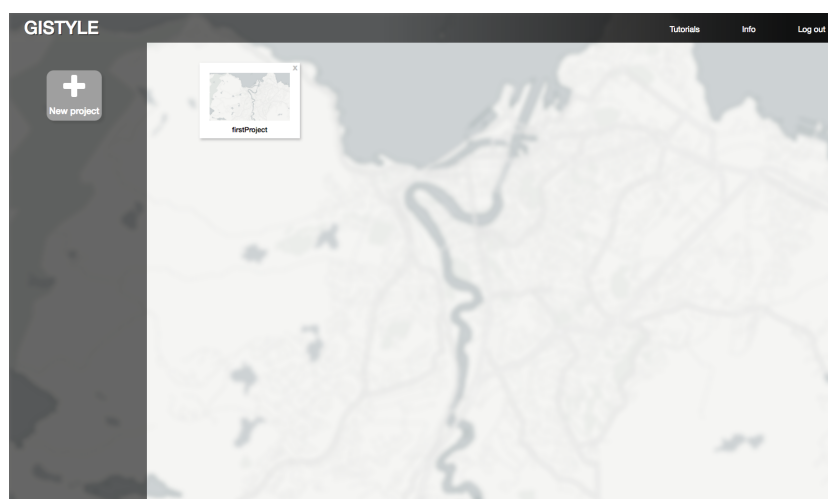 GISTYLE
Tutorials Info Log out
New project
x
firstProject